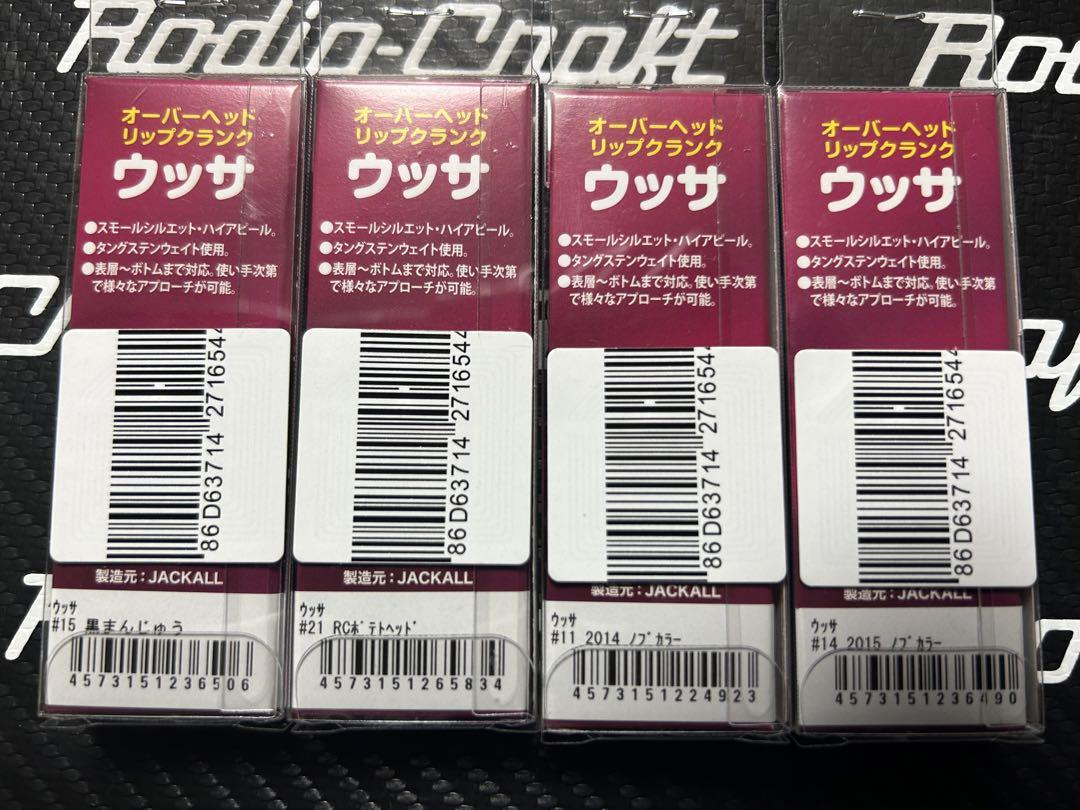 Rodio-Craft
オーバーヘッド
リップクランク
ウッサ
●スモールシルエット・ハイアピール。
●タングステンウェイト使用。
●表層～ボトムまで対応。使い手次第
で様々なアプローチが可能。
86D63714 2716544
製造元：JACKALL
ウッサ
#15 黒まんじゅう
4573151236506
オーバーヘッド
リップクランク
ウッサ
●スモールシルエット・ハイアピール。
●タングステンウェイト使用。
●表層～ボトムまで対応。使い手次第
で様々なアプローチが可能。
86D63714 2716544
製造元：JACKALL
ウッサ
#21 RCポテトヘッド
4573151265834
オーバーヘッド
リップクランク
ウッサ
●スモールシルエット・ハイアピール。
●タングステンウェイト使用。
●表層～ボトムまで対応。使い手次第
で様々なアプローチが可能。
86D63714 2716544
製造元：JACKALL
ウッサ
#11 2014 ノブカラー
4573151224923
オーバーヘッド
リップクランク
ウッサ
●スモールシルエット・ハイアピール。
●タングステンウェイト使用。
●表層～ボトムまで対応。使い手次第
で様々なアプローチが可能。
86D63714 2716544
製造元：JACKALL
ウッサ
#14 2015 ノブカラー
4573151236490